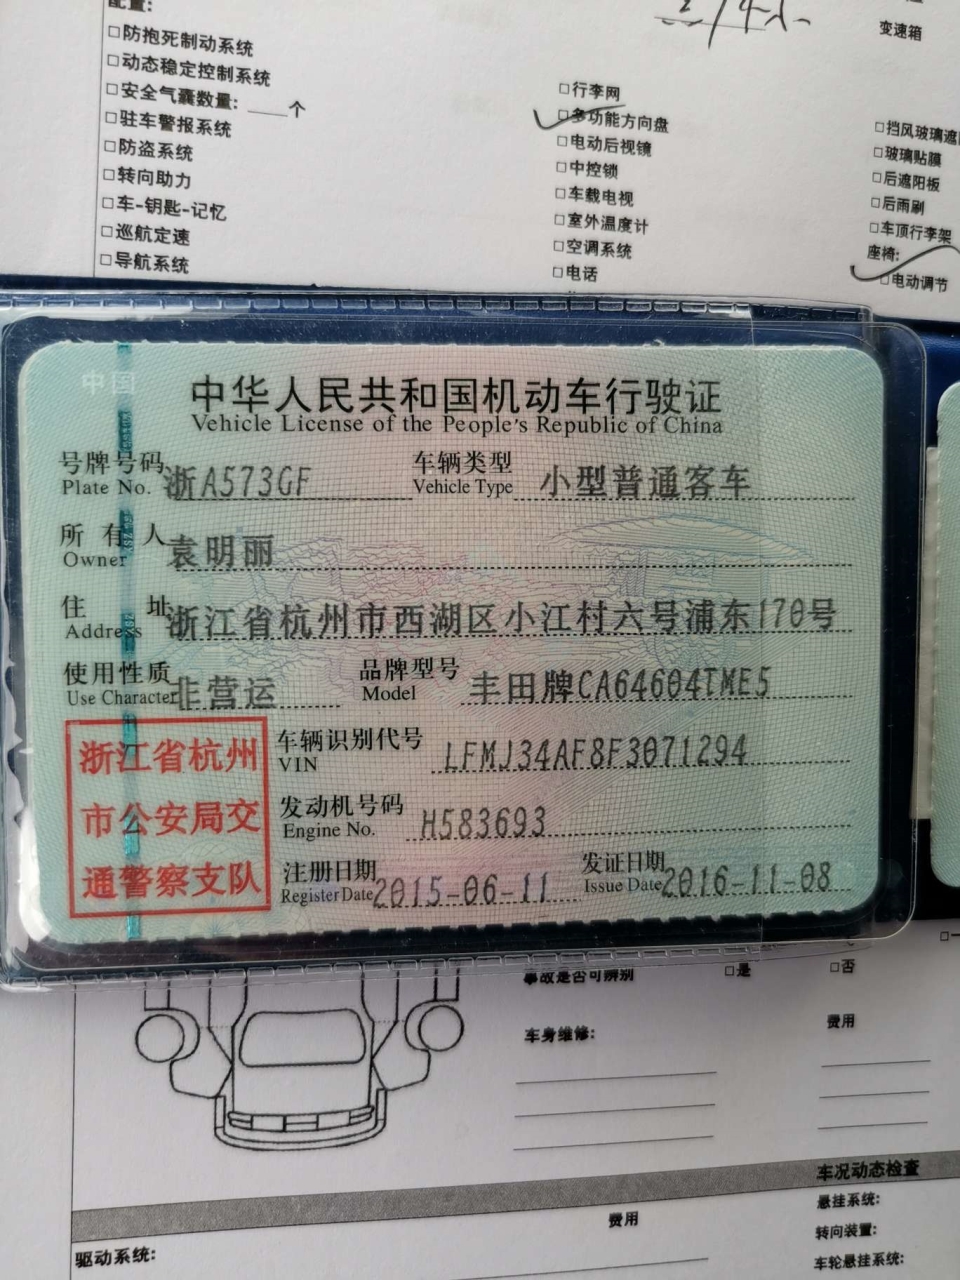 配置:
□防抱死制动系统
□动态稳定控制系统
□安全气囊数量: ____个
□驻车警报系统
□防盗系统
□转向助力
□车-钥匙-记忆
□巡航定速
□导航系统
□行李网
□多功能方向盘
□电动后视镜
□中控锁
□车载电视
□室外温度计
□空调系统
□电话
变速箱
□挡风玻璃遮
□玻璃贴膜
□后遮阳板
□后雨刷
□车顶行李架
座椅:
□电动调节
中国
中华人民共和国机动车行驶证
Vehicle License of the People's Republic of China
号牌号码 浙A573GF 车辆类型 小型普通客车
Plate No. Vehicle Type
所有人 袁明丽
Owner
住址 浙江省杭州市西湖区小江村六号浦东170号
Address
使用性质 非营运 品牌型号 丰田牌CA64604TME5
Use Character Model
浙江省杭州
市公安局交
通警察支队
车辆识别代号 LFMJ34AF8F3071294
VIN
发动机号码 H583693
Engine No.
注册日期 2015-06-11 发证日期 2016-11-08
Register Date Issue Date
事故是否可辨别 □是 □否
车身维修: 费用
车况动态检查
费用 悬挂系统:
转向装置:
驱动系统: 车轮悬挂系统: